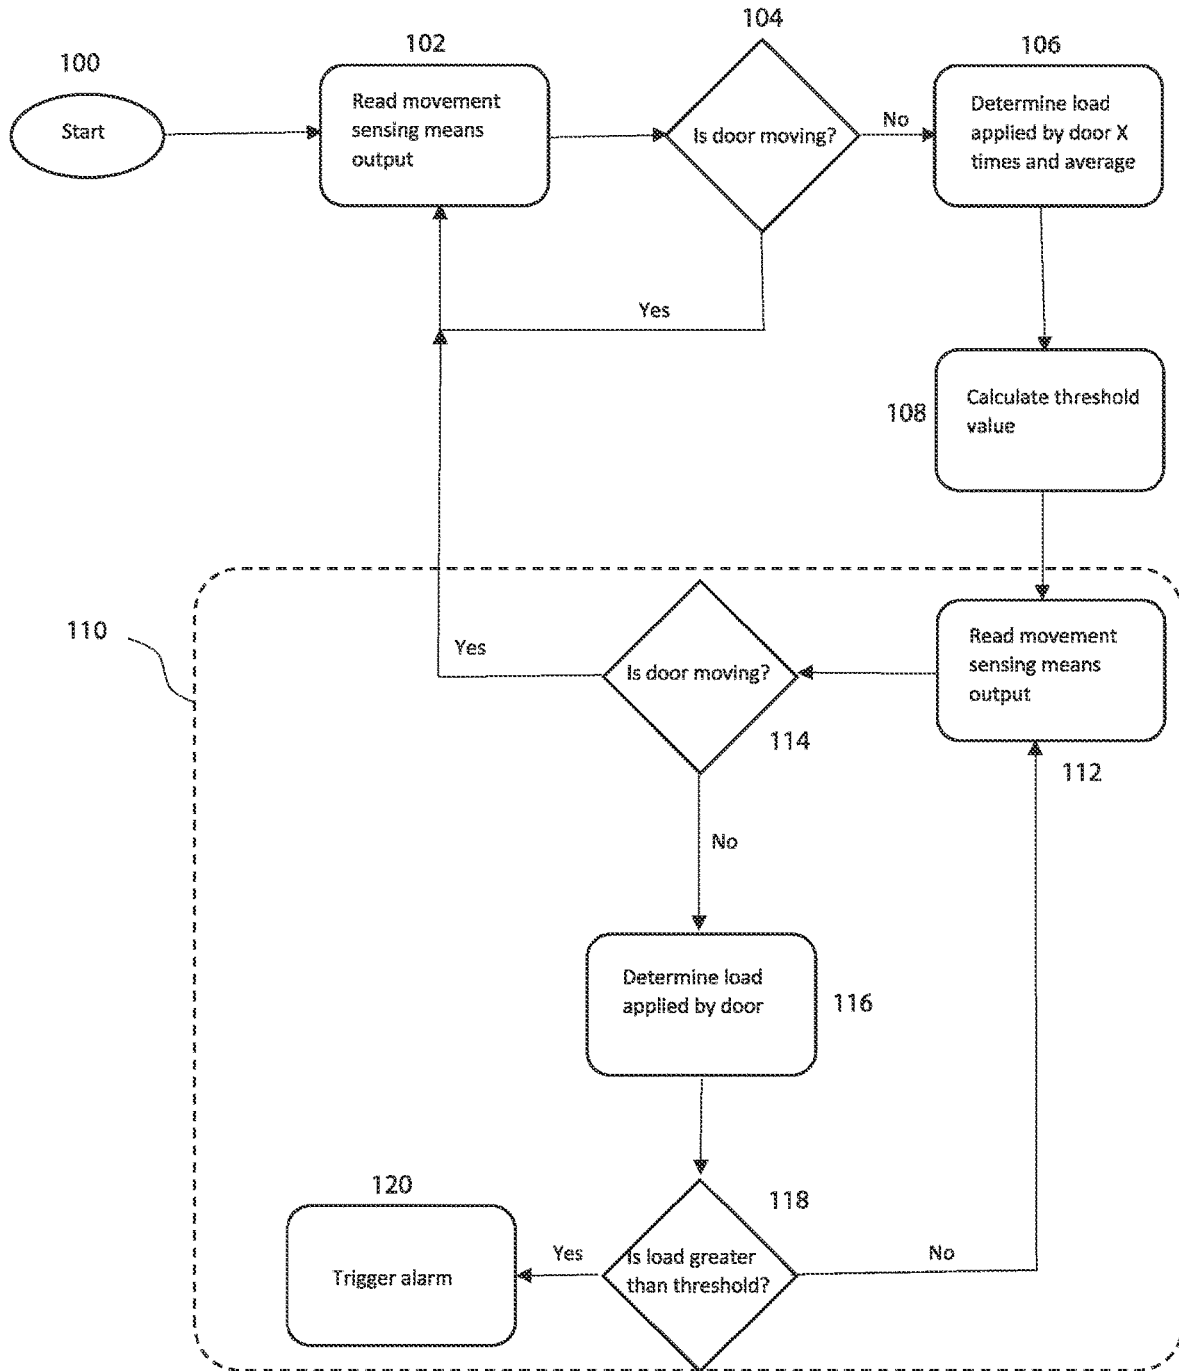 100
Start
102
Read movement
sensing means
output
104
Is door moving?
No
Yes
106
Determine load
applied by door X
times and average
108
Calculate threshold
value
110
112
Read movement
sensing means
output
Is door moving?
114
Yes
No
Determine load
applied by door
116
118
Is load greater
than threshold?
Yes
No
120
Trigger alarm